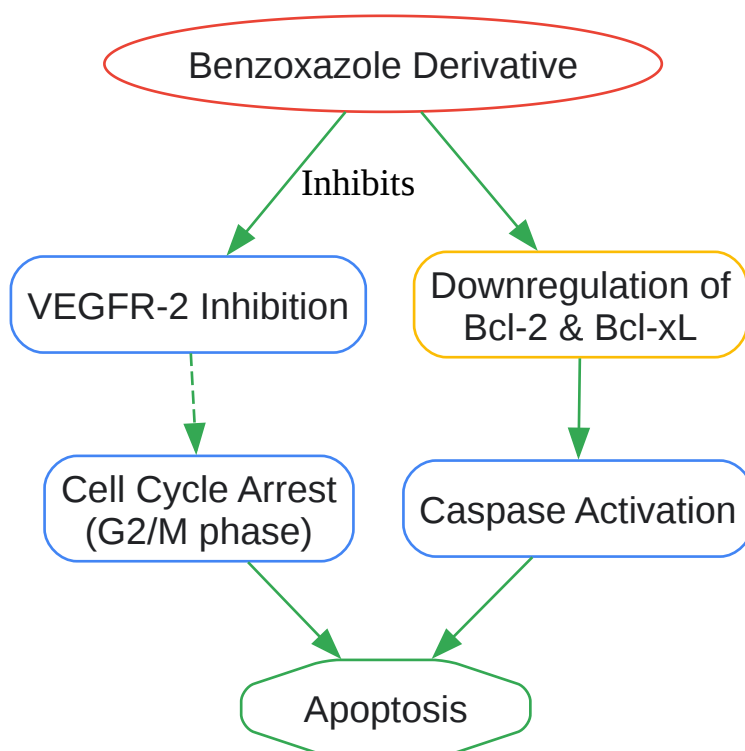 Benzoxazole Derivative
Inhibits
VEGFR-2 Inhibition
Downregulation of
Bcl-2 & Bcl-xL
Cell Cycle Arrest
(G2/M phase)
Caspase Activation
Apoptosis